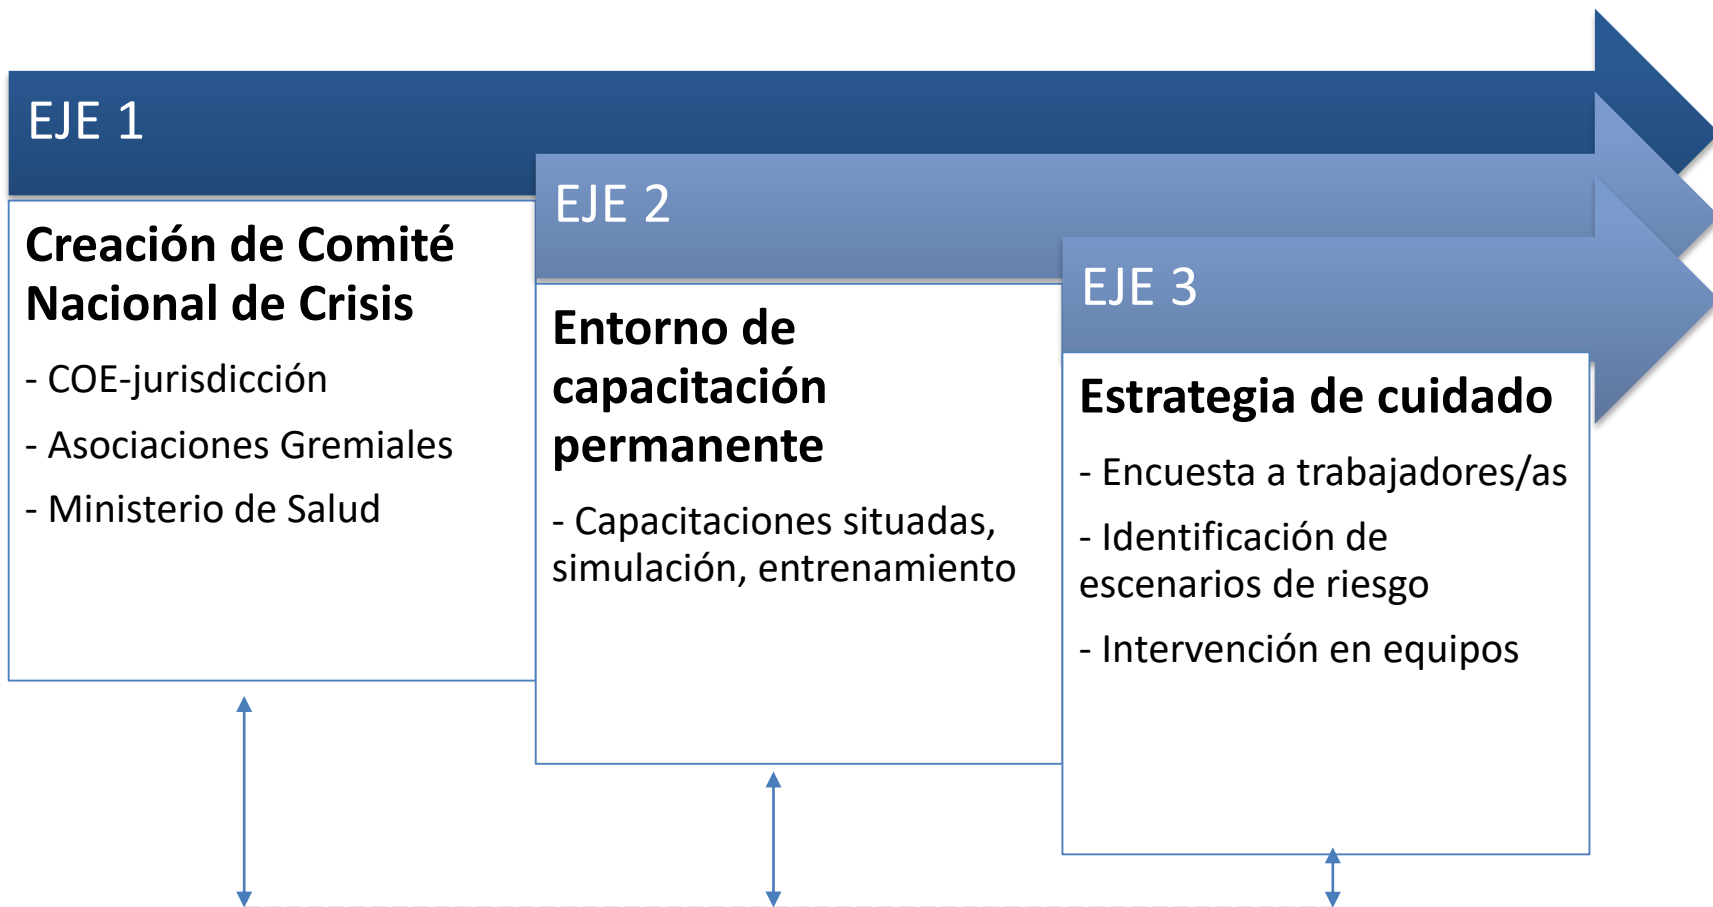 EJE 1
Creación de Comité
Nacional de Crisis
- COE-jurisdicción
- Asociaciones Gremiales
- Ministerio de Salud
EJE 2
Entorno de
capacitación
permanente
- Capacitaciones situadas,
simulación, entrenamiento
EJE 3
Estrategia de cuidado
- Encuesta a trabajadores/as
- Identificación de
escenarios de riesgo
- Intervención en equipos